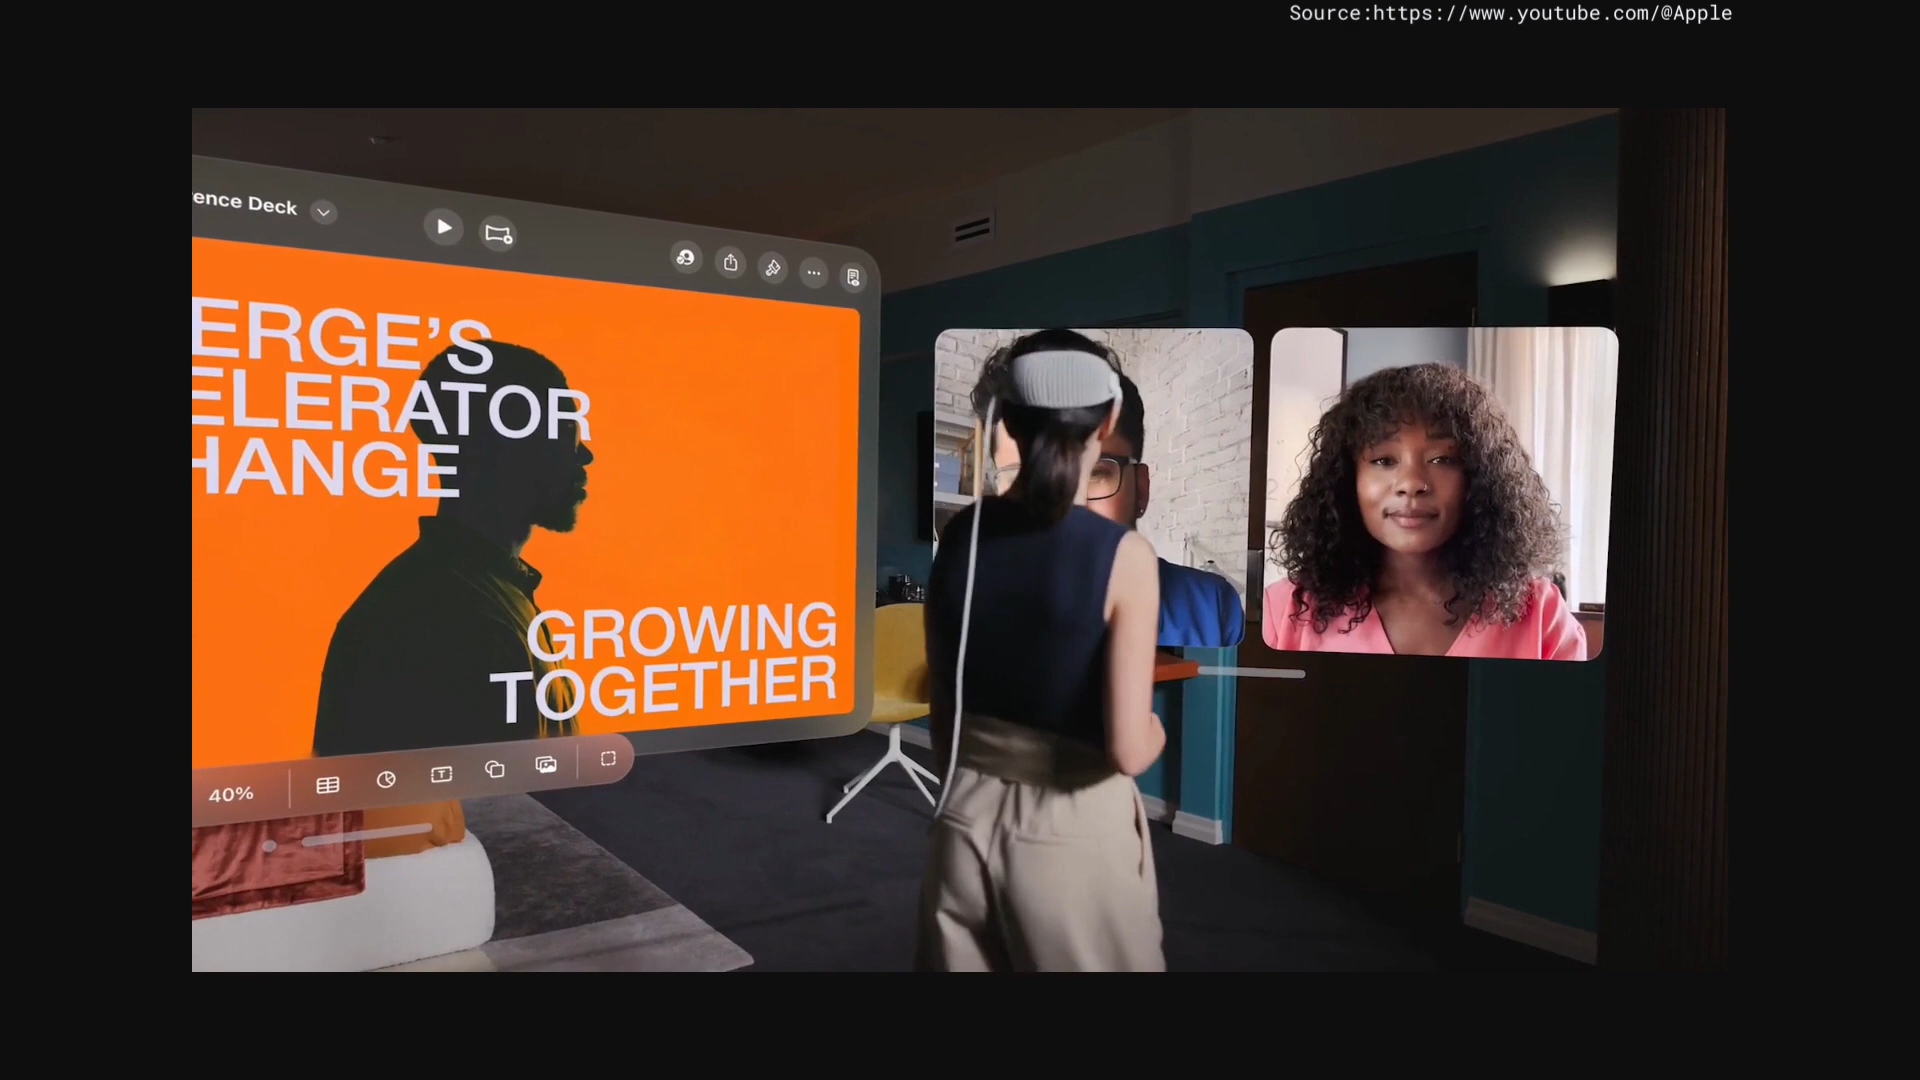 Source:https://www.youtube.com/@Apple
ence Deck
ERGE'S
ELERATOR
HANGE
GROWING
TOGETHER
40%